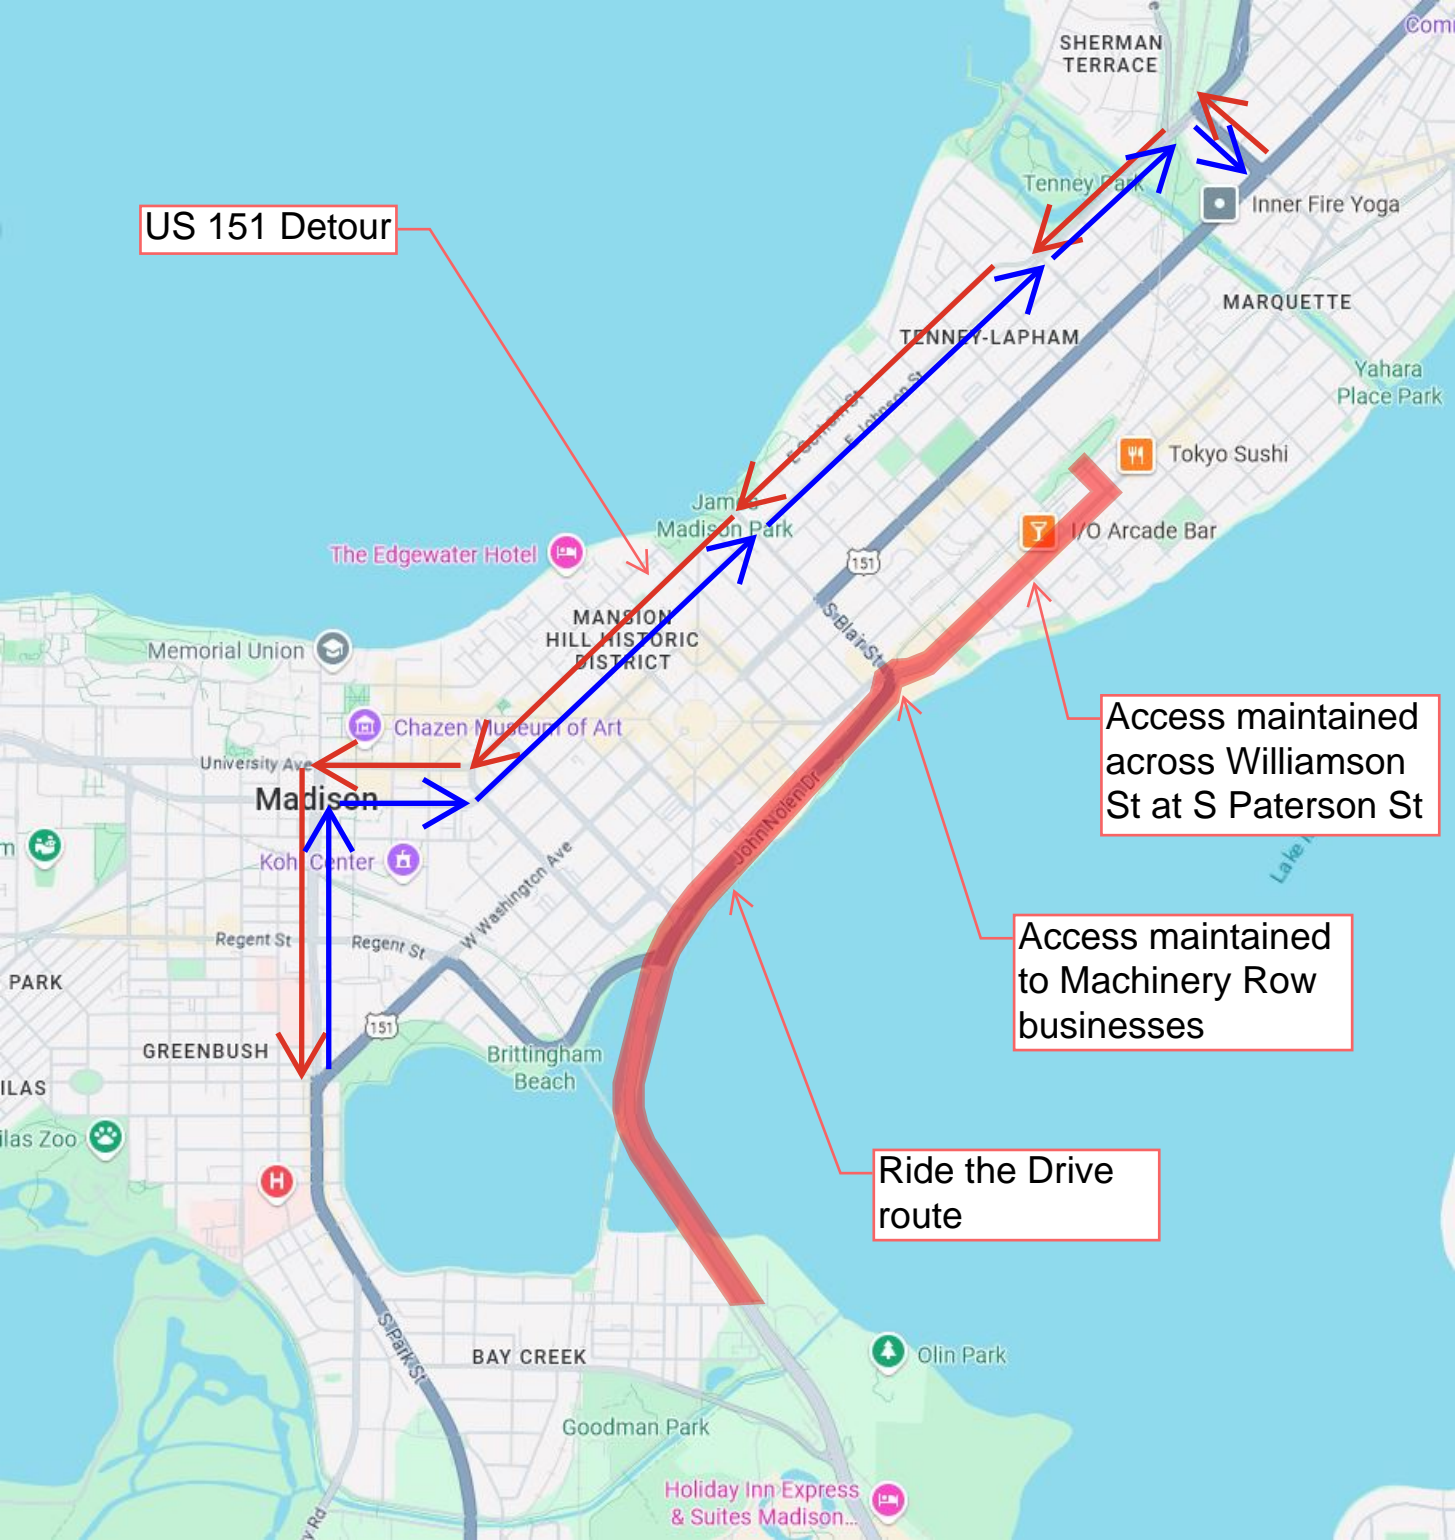 Com
SHERMAN
TERRACE
Tenney Park
Inner Fire Yoga
US 151 Detour
MARQUETTE
TENNEY-LAPHAM
Yahara
Place Park
E Gorham St
E Johnson St
Tokyo Sushi
James
Madison Park
I/O Arcade Bar
The Edgewater Hotel
151
MANSION
HILL HISTORIC
DISTRICT
S Blair St
Memorial Union
Chazen Museum of Art
Access maintained
across Williamson
St at S Paterson St
University Ave
Madison
John Nolen Dr
Kohl Center
Lake
m
W Washington Ave
Regent St
Regent St
Access maintained
to Machinery Row
businesses
PARK
151
GREENBUSH
Brittingham
Beach
ILAS
ilas Zoo
H
Ride the Drive
route
S Park St
BAY CREEK
Olin Park
Goodman Park
Holiday Inn Express
& Suites Madison...
y Rd